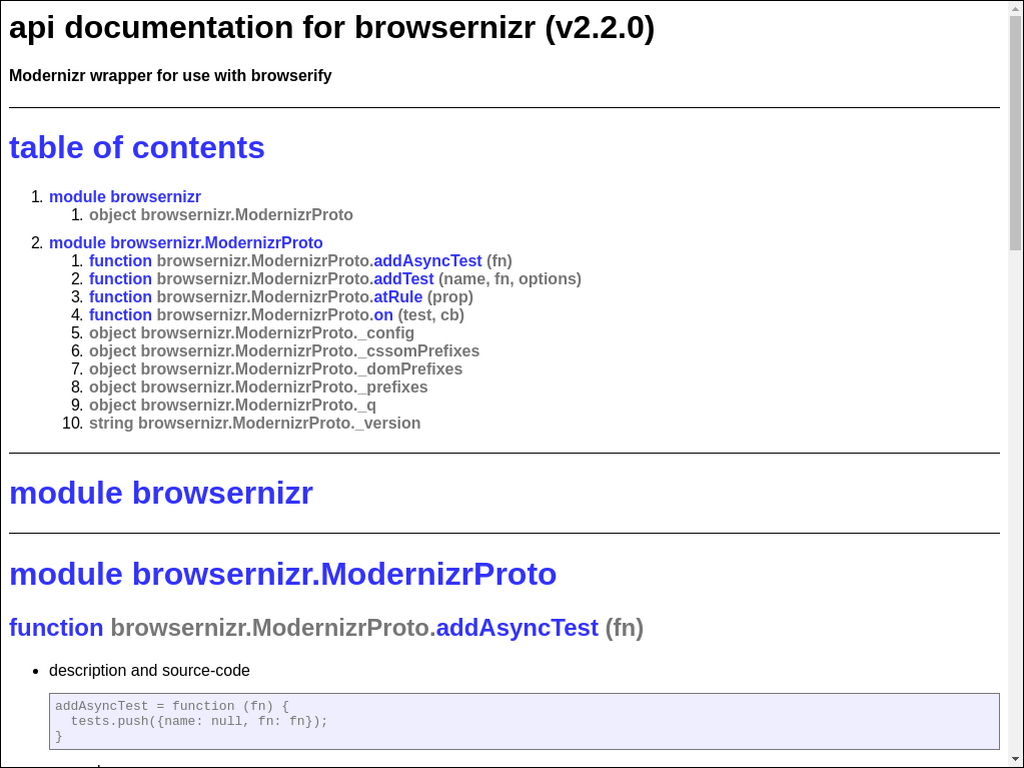 api documentation for browsernizr (v2.2.0)
Modernizr wrapper for use with browserify
table of contents
1. module browsernizr
1. object browsernizr.ModernizrProto
2. module browsernizr.ModernizrProto
1. function browsernizr.ModernizrProto.addAsyncTest (fn)
2. function browsernizr.ModernizrProto.addTest (name, fn, options)
3. function browsernizr.ModernizrProto.atRule (prop)
4. function browsernizr.ModernizrProto.on (test, cb)
5. object browsernizr.ModernizrProto._config
6. object browsernizr.ModernizrProto._cssomPrefixes
7. object browsernizr.ModernizrProto._domPrefixes
8. object browsernizr.ModernizrProto._prefixes
9. object browsernizr.ModernizrProto._q
10. string browsernizr.ModernizrProto._version
module browsernizr
module browsernizr.ModernizrProto
function browsernizr.ModernizrProto.addAsyncTest (fn)
• description and source-code
addAsyncTest = function (fn) {
  tests.push({name: null, fn: fn});
}